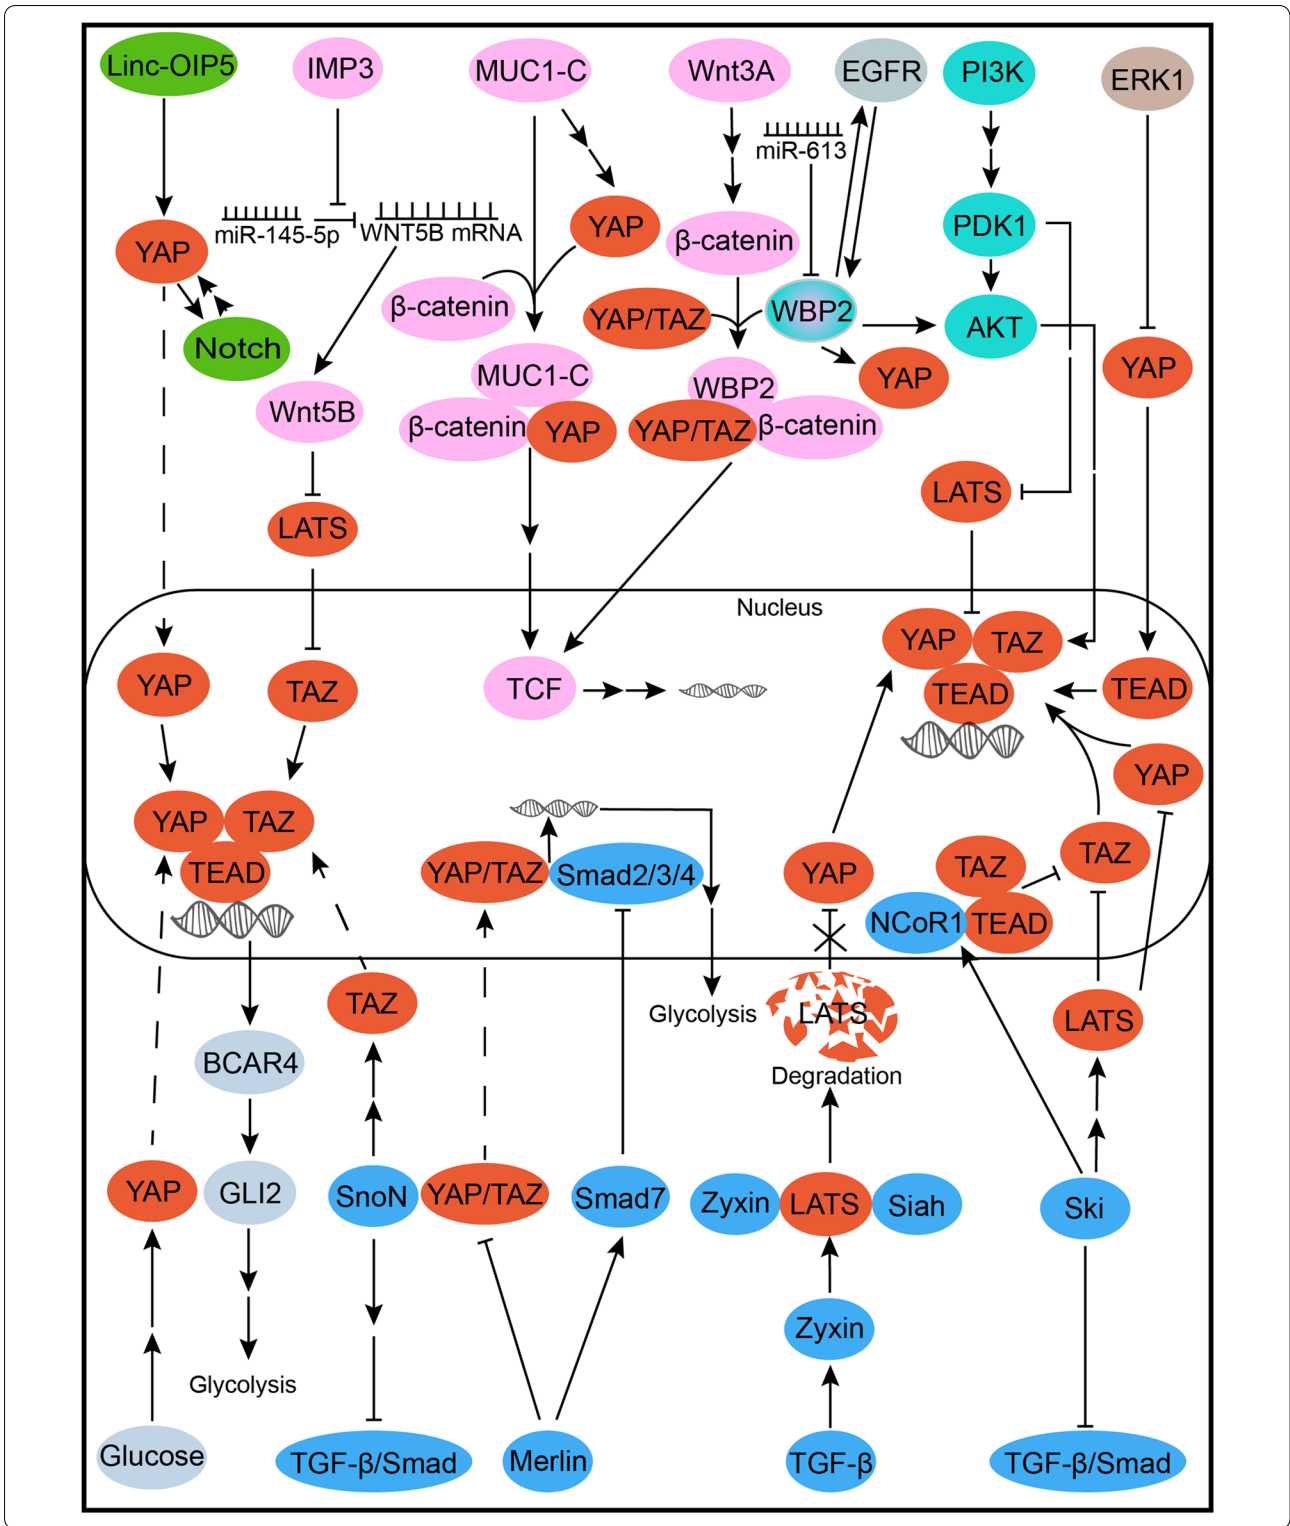 Linc-OIP5
IMP3
MUC1-C
Wnt3A
EGFR
PI3K
ERK1
miR-613
YAP
miR-145-5p
WNT5B mRNA
YAP
β-catenin
PDK1
Notch
β-catenin
YAP/TAZ
WBP2
AKT
YAP
YAP
Wnt5B
MUC1-C
β-catenin
YAP
WBP2
YAP/TAZ
β-catenin
LATS
LATS
Nucleus
YAP
TAZ
TCF
YAP
TAZ
TEAD
TEAD
YAP
YAP
TAZ
TEAD
YAP/TAZ
Smad2/3/4
YAP
TAZ
NCoR1
TEAD
TAZ
TAZ
Glycolysis
LATS
Degradation
LATS
BCAR4
YAP
GLI2
SnoN
YAP/TAZ
Smad7
Zyxin
LATS
Siah
Ski
Zyxin
Glycolysis
Glucose
TGF-β/Smad
Merlin
TGF-β
TGF-β/Smad